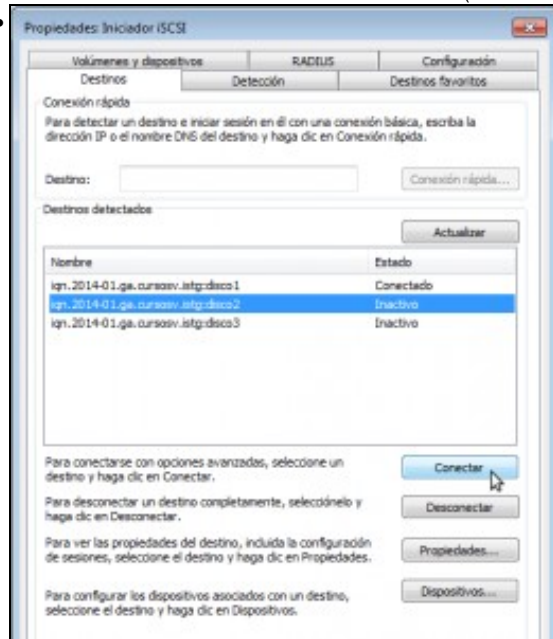 Propiedades: Iniciador iSCSI
Volúmenes y dispositivos
RADIUS
Configuración
Destinos
Detección
Destinos favoritos
Conexión rápida
Para detectar un destino e iniciar sesión en él con una conexión básica, escriba la
dirección IP o el nombre DNS del destino y haga clic en Conexión rápida.
Destino:
Conexión rápida...
Destinos detectados
Actualizar
Nombre
Estado
iqn.2014-01.ga.cursosv.istg:disco1
Conectado
iqn.2014-01.ga.cursosv.istg:disco2
Inactivo
iqn.2014-01.ga.cursosv.istg:disco3
Inactivo
Para conectarse con opciones avanzadas, seleccione un
destino y haga clic en Conectar.
Conectar
Para desconectar un destino completamente, selecciónelo y
haga clic en Desconectar.
Desconectar
Para ver las propiedades del destino, incluida la configuración
de sesiones, seleccione el destino y haga clic en Propiedades.
Propiedades...
Para configurar los dispositivos asociados con un destino,
seleccione el destino y haga clic en Dispositivos.
Dispositivos...